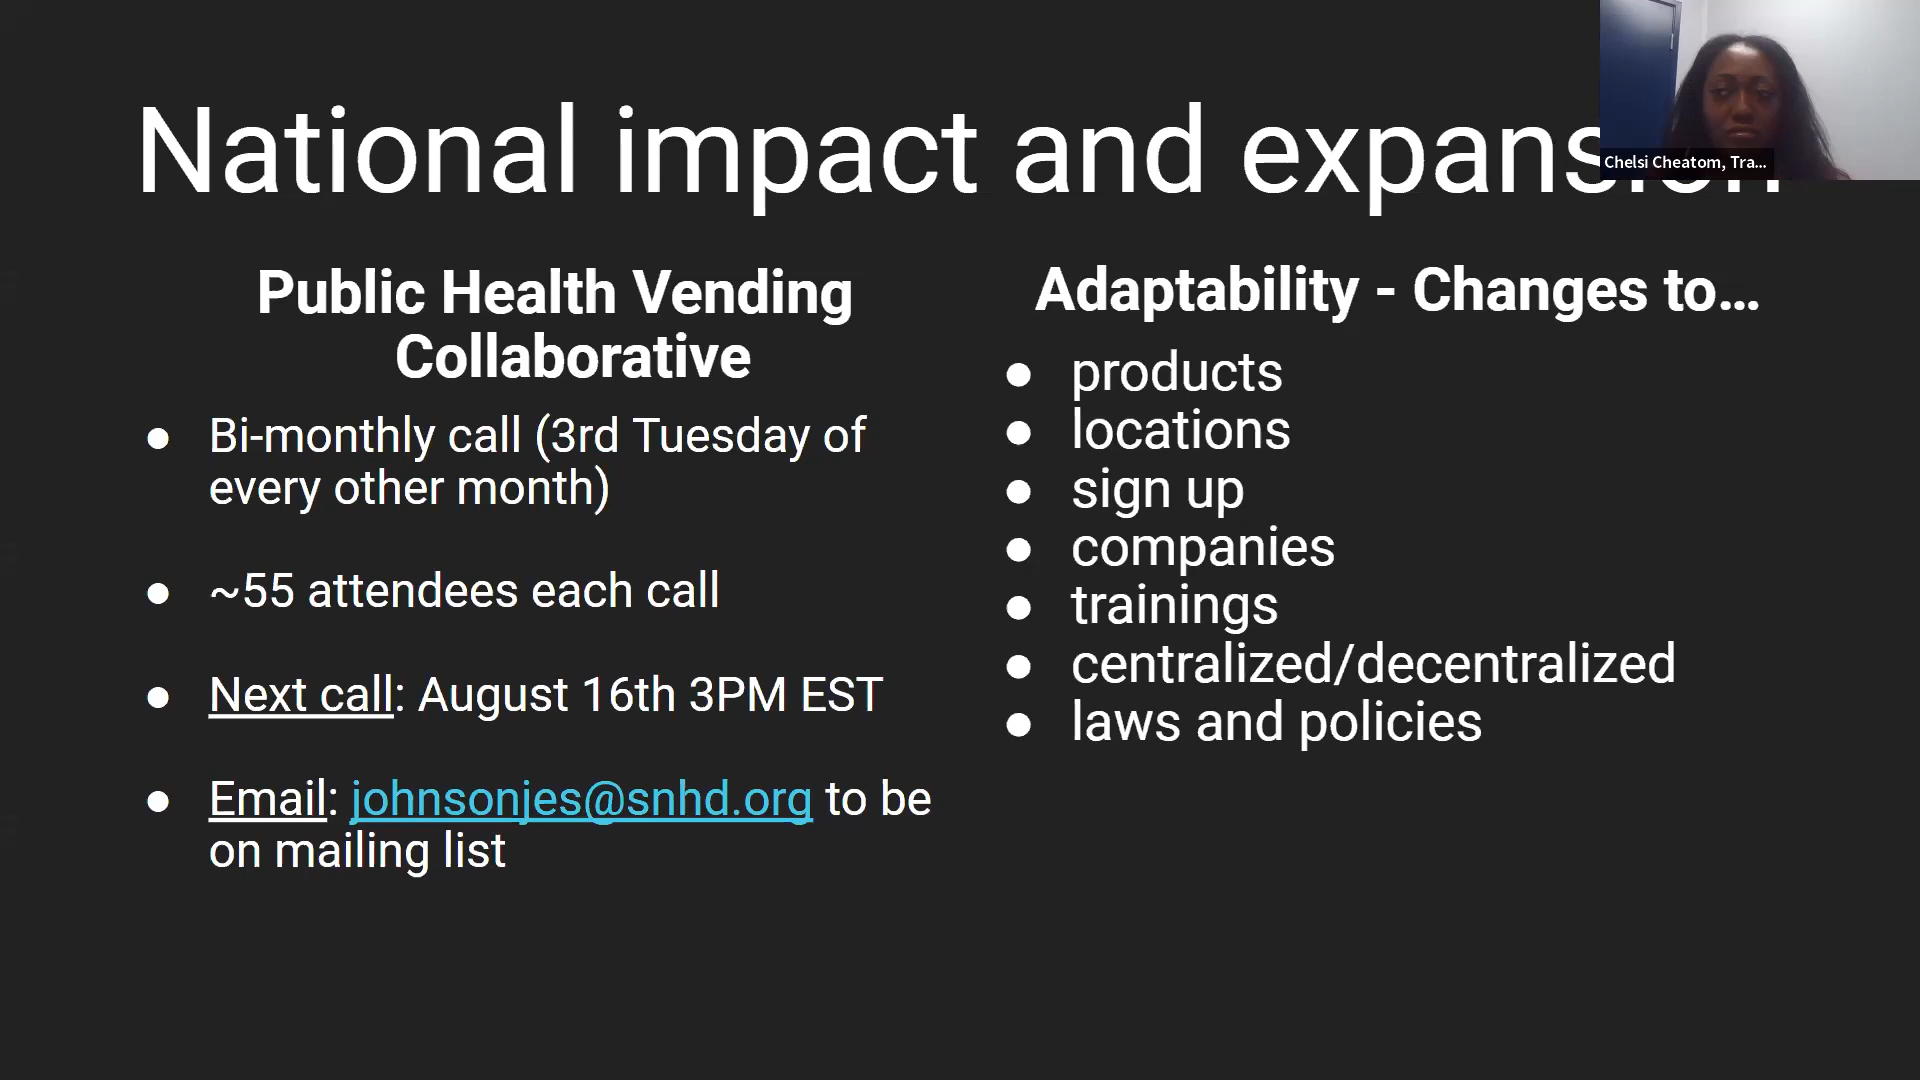 National impact and expansion
Chelsi Cheatom, Tra...
Public Health Vending
Collaborative
● Bi-monthly call (3rd Tuesday of
every other month)
● ~55 attendees each call
● Next call: August 16th 3PM EST
● Email: johnsonjes@snhd.org to be
on mailing list
Adaptability - Changes to...
● products
● locations
● sign up
● companies
● trainings
● centralized/decentralized
● laws and policies